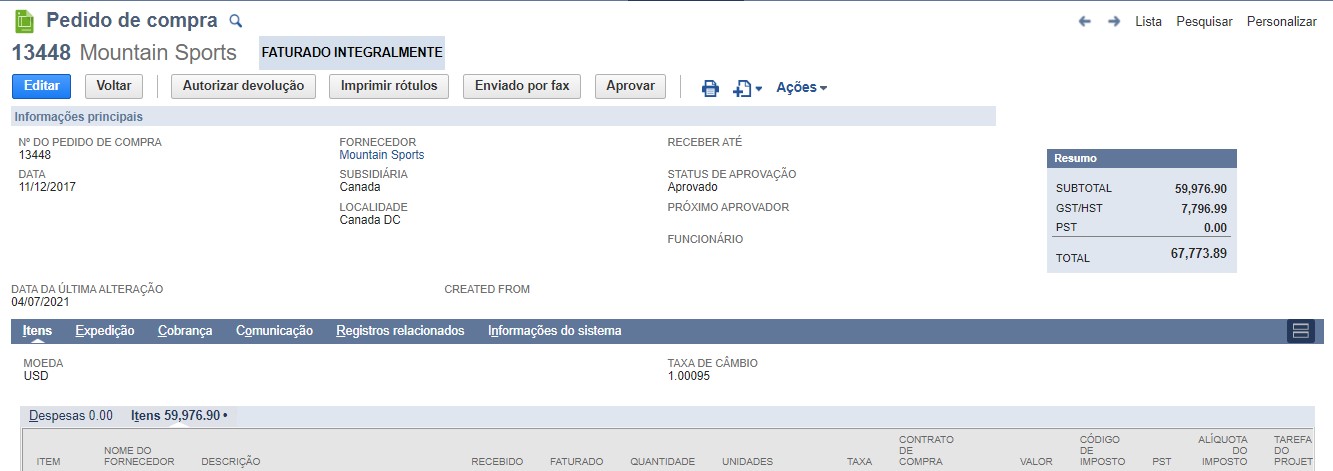 Pedido de compra
Lista Pesquisar Personalizar
13448 Mountain Sports FATURADO INTEGRALMENTE
Editar Voltar Autorizar devolução Imprimir rótulos Enviado por fax Aprovar Ações
Informações principais
Nº DO PEDIDO DE COMPRA
13448
DATA
11/12/2017
FORNECEDOR
Mountain Sports
SUBSIDIÁRIA
Canada
LOCALIDADE
Canada DC
RECEBER ATÉ
STATUS DE APROVAÇÃO
Aprovado
PRÓXIMO APROVADOR
FUNCIONÁRIO
Resumo
SUBTOTAL 59,976.90
GST/HST 7,796.99
PST 0.00
TOTAL 67,773.89
DATA DA ÚLTIMA ALTERAÇÃO
04/07/2021
CREATED FROM
Itens Expedição Cobrança Comunicação Registros relacionados Informações do sistema
MOEDA
USD
TAXA DE CÂMBIO
1.00095
Despesas 0.00 Itens 59,976.90 •
ITEM
NOME DO
FORNECEDOR
DESCRIÇÃO
RECEBIDO
FATURADO
QUANTIDADE
UNIDADES
TAXA
CONTRATO
DE
COMPRA
VALOR
CÓDIGO
DE
IMPOSTO
PST
ALÍQUOTA
DO
IMPOSTO
TAREFA
DO
PROJET